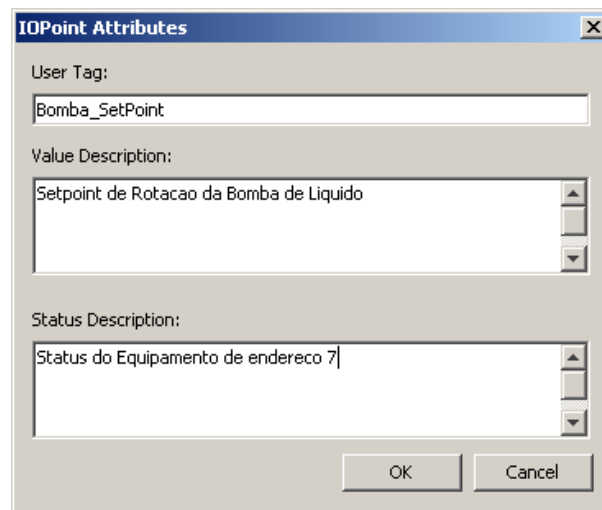 IOPoint Attributes
User Tag:
Bomba_SetPoint
Value Description:
Setpoint de Rotacao da Bomba de Liquido
Status Description:
Status do Equipamento de endereco 7
OK Cancel